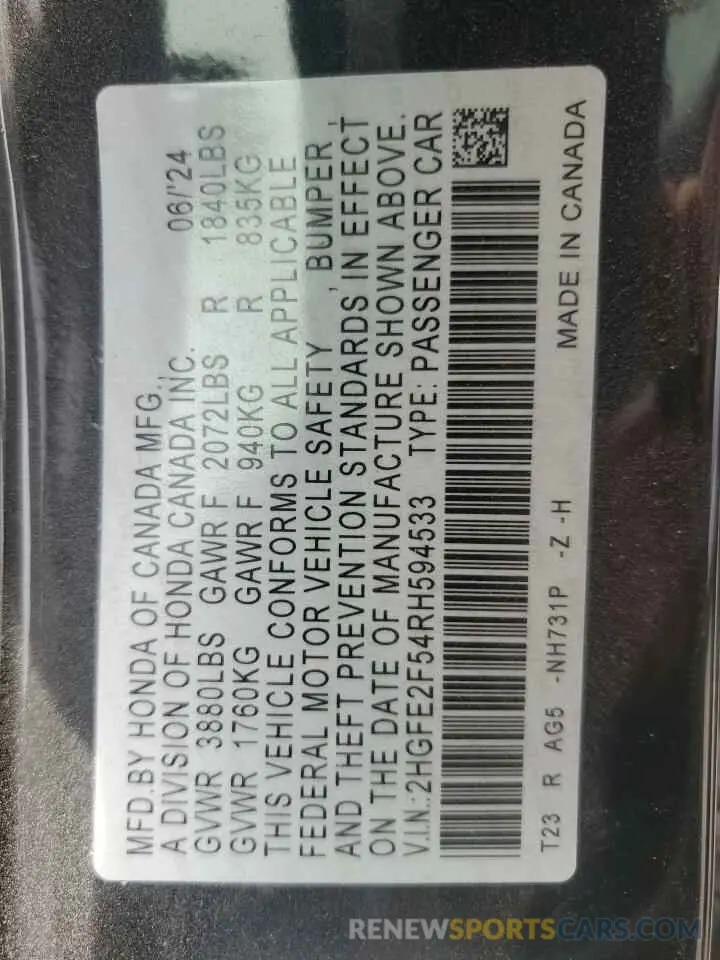 MFD.BY HONDA OF CANADA MFG.,
A DIVISION OF HONDA CANADA INC. 06/'24
GVWR 3880LBS GAWR F 2072LBS R 1840LBS
GVWR 1760KG GAWR F 940KG R 835KG
THIS VEHICLE CONFORMS TO ALL APPLICABLE
FEDERAL MOTOR VEHICLE SAFETY , BUMPER ,
AND THEFT PREVENTION STANDARDS IN EFFECT
ON THE DATE OF MANUFACTURE SHOWN ABOVE.
V.I.N.:2HGFE2F54RH594533 TYPE: PASSENGER CAR
T23 R AG5 -NH731P -Z -H MADE IN CANADA
RENEWSPORTSCARS.COM